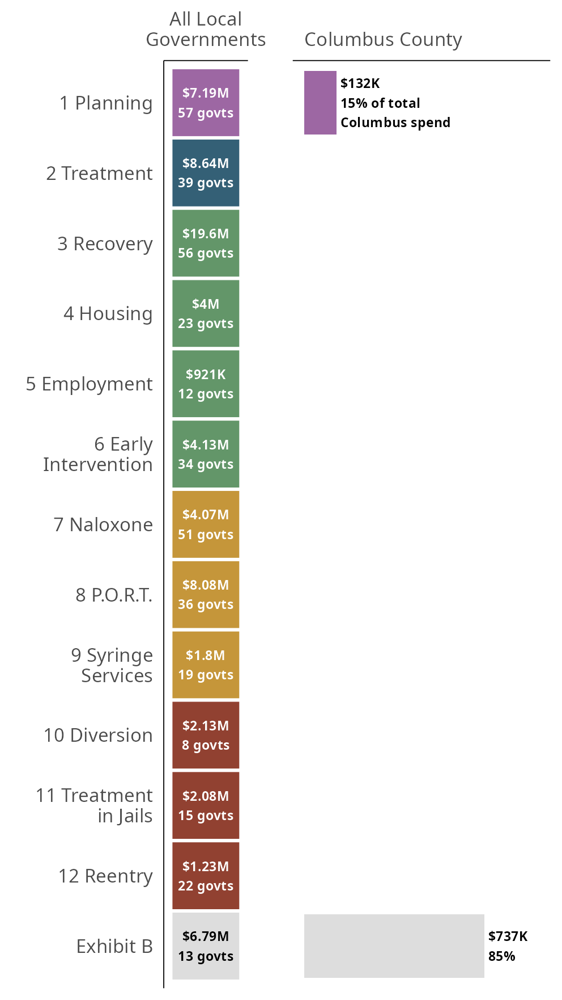 All Local
Governments
Columbus County
1 Planning
$7.19M
57 govts
$132K
15% of total
Columbus spend
2 Treatment
$8.64M
39 govts
3 Recovery
$19.6M
56 govts
4 Housing
$4M
23 govts
5 Employment
$921K
12 govts
6 Early
Intervention
$4.13M
34 govts
7 Naloxone
$4.07M
51 govts
8 P.O.R.T.
$8.08M
36 govts
9 Syringe
Services
$1.8M
19 govts
10 Diversion
$2.13M
8 govts
11 Treatment
in Jails
$2.08M
15 govts
12 Reentry
$1.23M
22 govts
Exhibit B
$6.79M
13 govts
$737K
85%